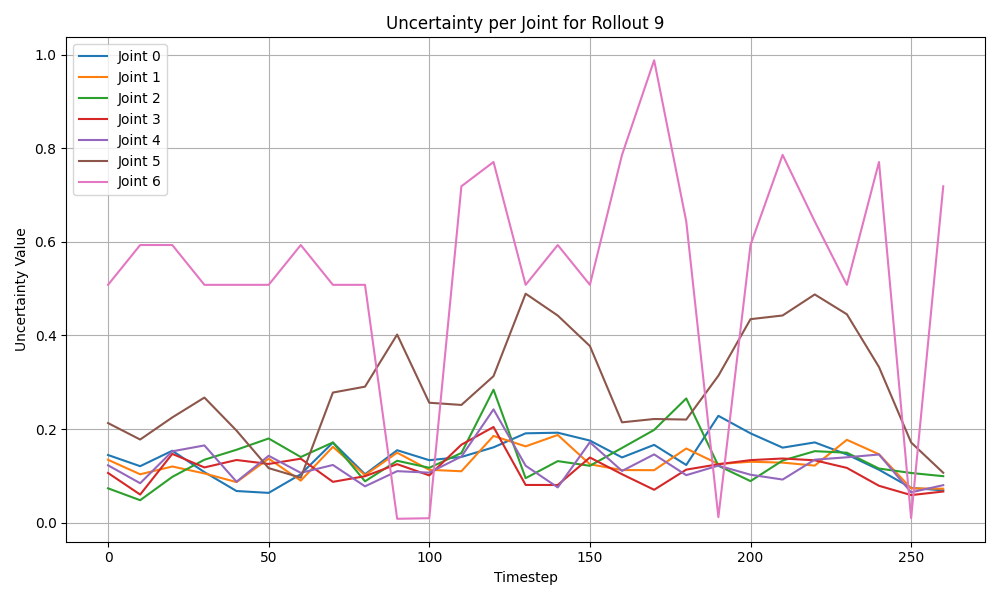 Uncertainty per Joint for Rollout 9
1.0
0.8
0.6
0.4
0.2
0.0
Uncertainty Value
Joint 0
Joint 1
Joint 2
Joint 3
Joint 4
Joint 5
Joint 6
0 50 100 150 200 250
Timestep